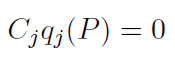 $C_j q_j(P) = 0$